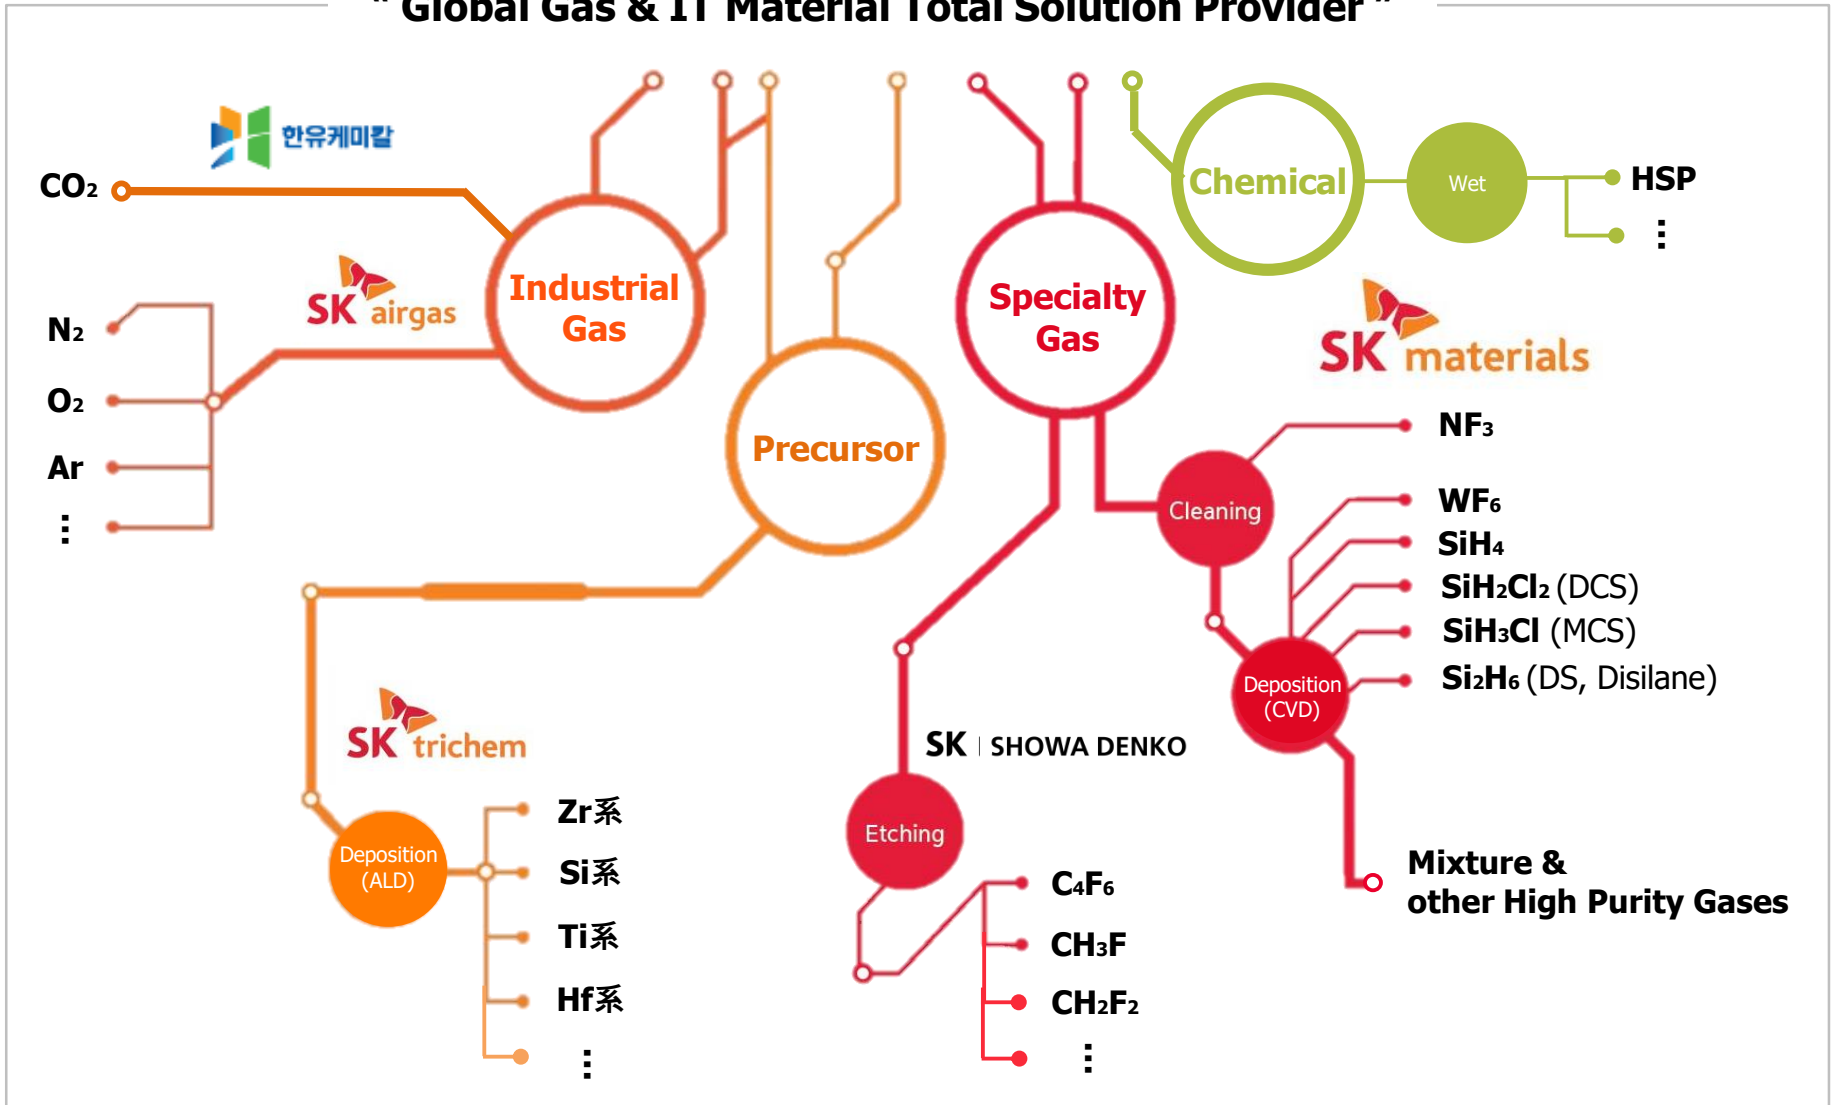 " Global Gas & IT Material Total Solution Provider "
한유케미칼
CO₂
SK airgas
N₂
O₂
Ar
⋮
Industrial
Gas
Precursor
Specialty
Gas
Chemical
Wet
HSP
⋮
SK materials
Cleaning
NF₃
WF₆
SiH₄
SiH₂Cl₂ (DCS)
SiH₃Cl (MCS)
Si₂H₆ (DS, Disilane)
Deposition
(CVD)
Mixture &
other High Purity Gases
SK trichem
Deposition
(ALD)
Zr系
Si系
Ti系
Hf系
⋮
SK | SHOWA DENKO
Etching
C₄F₆
CH₃F
CH₂F₂
⋮